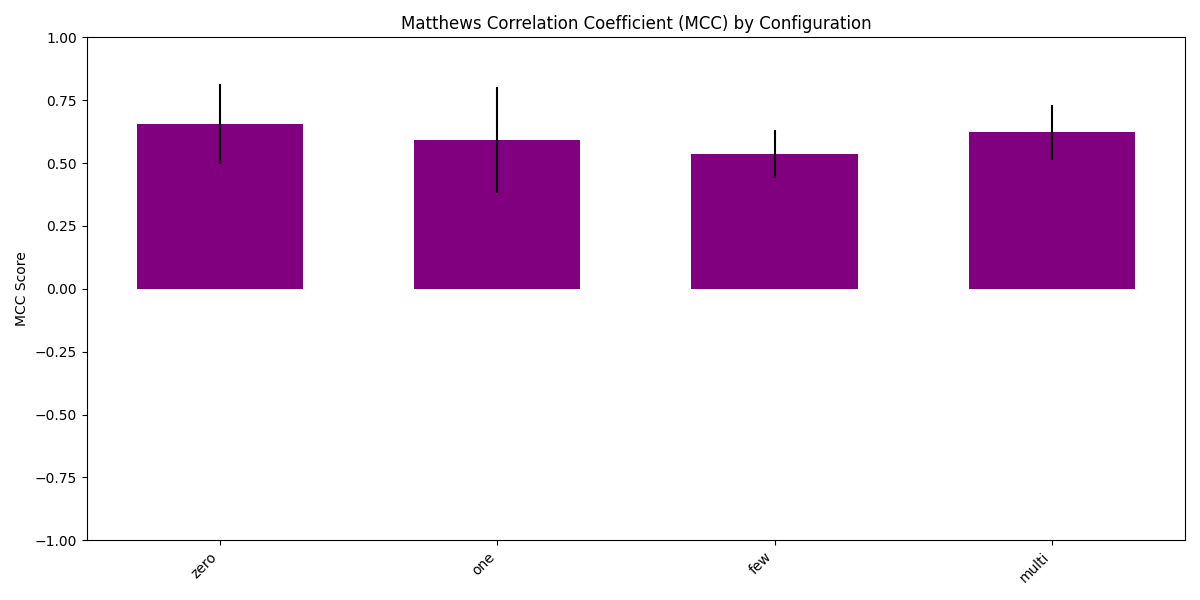 Matthews Correlation Coefficient (MCC) by Configuration
MCC Score
1.00
0.75
0.50
0.25
0.00
−0.25
−0.50
−0.75
−1.00
zero
one
few
multi